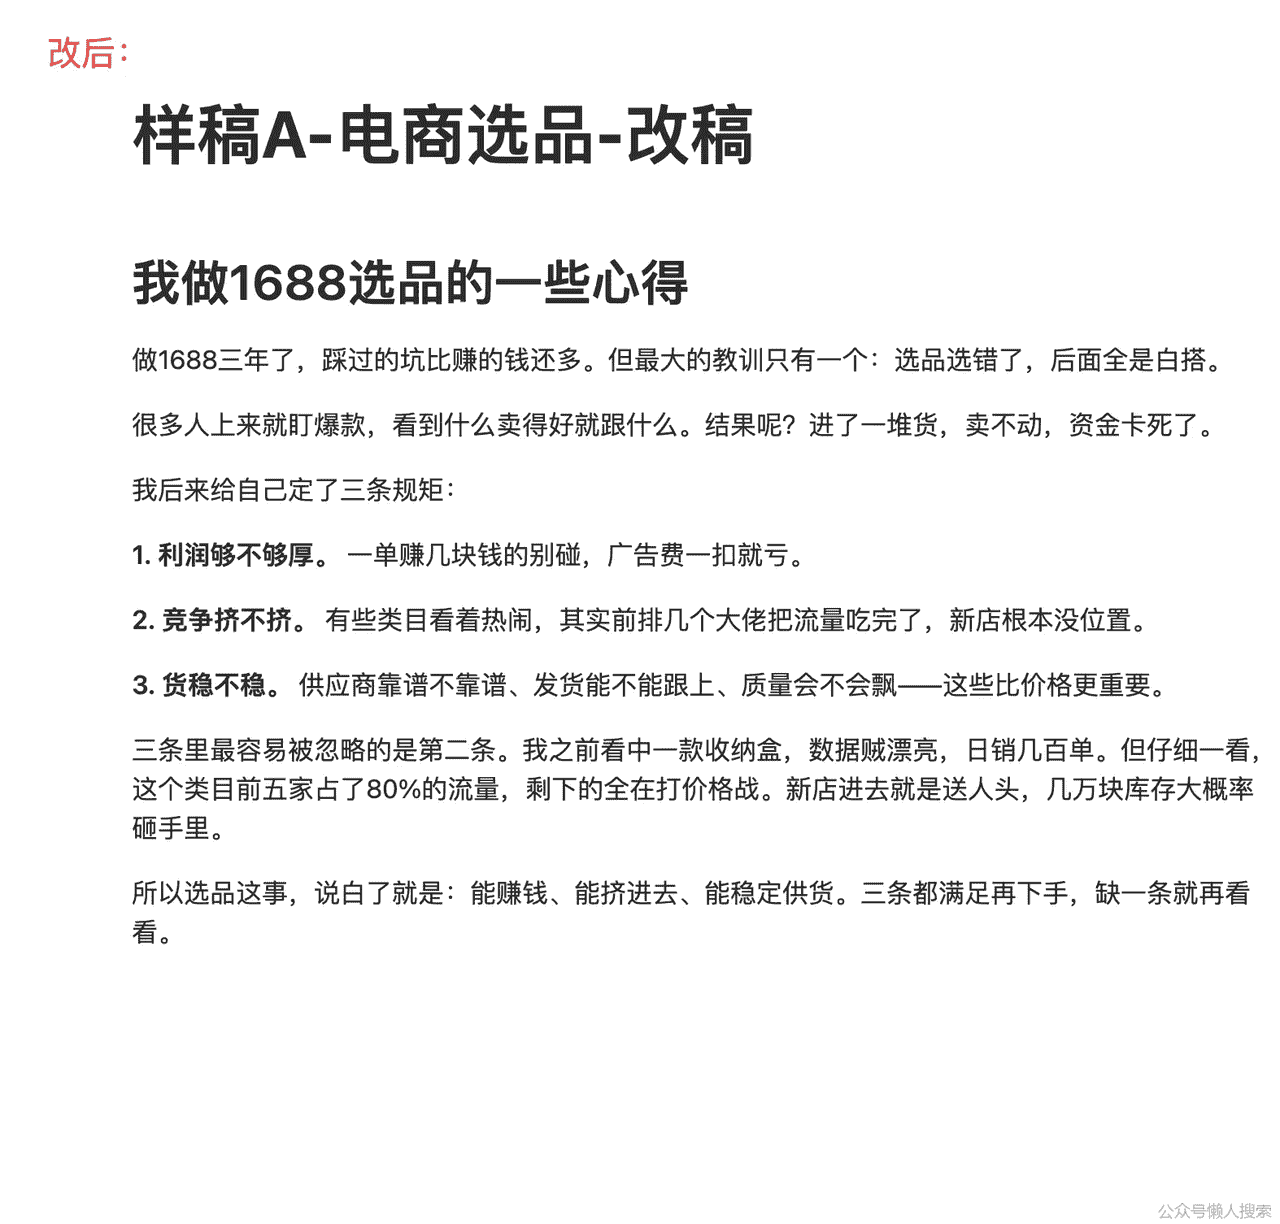 改后：
样稿A-电商选品-改稿
我做1688选品的一些心得
做1688三年了，踩过的坑比赚的钱还多。但最大的教训只有一个：选品选错了，后面全是白搭。
很多人上来就盯爆款，看到什么卖得好就跟什么。结果呢？进了一堆货，卖不动，资金卡死了。
我后来给自己定了三条规矩：
1. 利润够不够厚。 一单赚几块钱的别碰，广告费一扣就亏。
2. 竞争挤不挤。 有些类目看着热闹，其实前排几个大佬把流量吃完了，新店根本没位置。
3. 货稳不稳。 供应商靠谱不靠谱、发货能不能跟上、质量会不会飘——这些比价格更重要。
三条里最容易被忽略的是第二条。我之前看中一款收纳盒，数据贼漂亮，日销几百单。但仔细一看，
这个类目前五家占了80%的流量，剩下的全在打价格战。新店进去就是送人头，几万块库存大概率
砸手里。
所以选品这事，说白了就是：能赚钱、能挤进去、能稳定供货。三条都满足再下手，缺一条就再看
看。
公众号懒人搜索